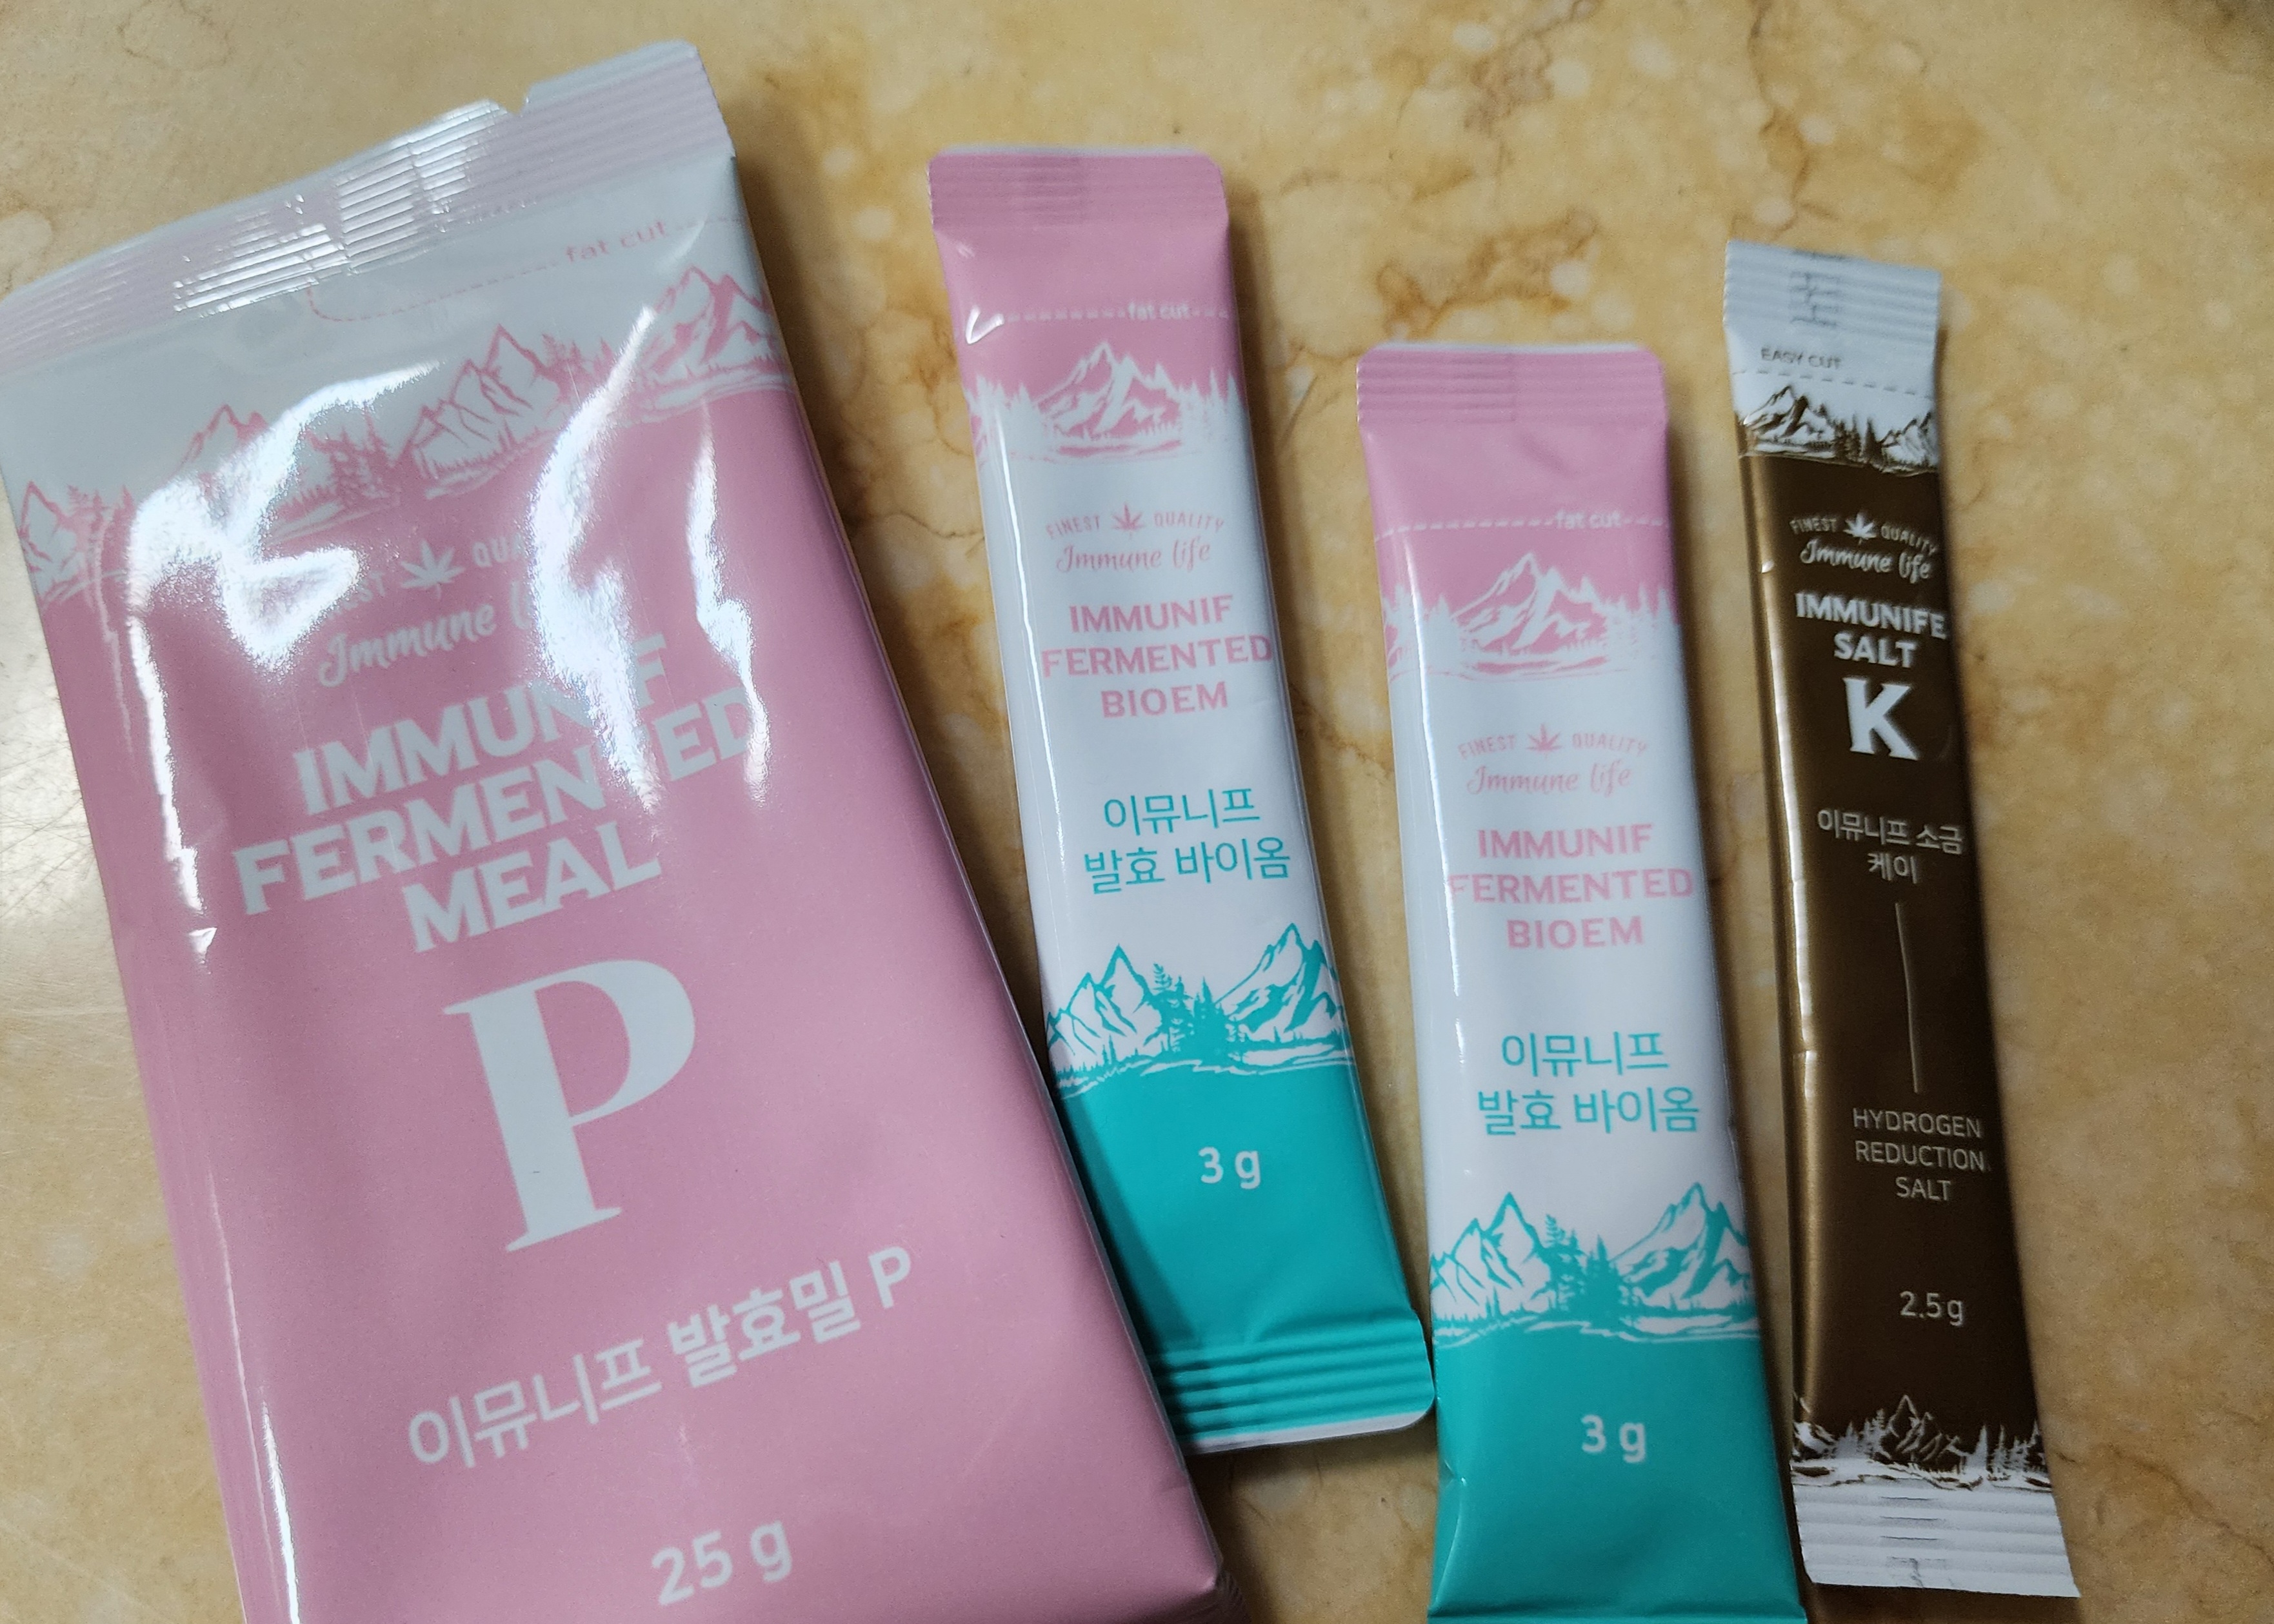 fat cut
QUA
Immune
IMMUNIF
FERMENTED
MEAL
P
이뮤니프 발효밀 P
25 g
fat cut
FINEST QUALITY
Immune life
IMMUNIF
FERMENTED
BIOEM
이뮤니프
발효 바이옴
3 g
fat cut
FINEST QUALITY
Immune life
IMMUNIF
FERMENTED
BIOEM
이뮤니프
발효 바이옴
3 g
EASY CUT
FINEST QUALITY
Immune life
IMMUNIFE
SALT
K
이뮤니프 소금
케이
HYDROGEN
REDUCTION
SALT
2.5g